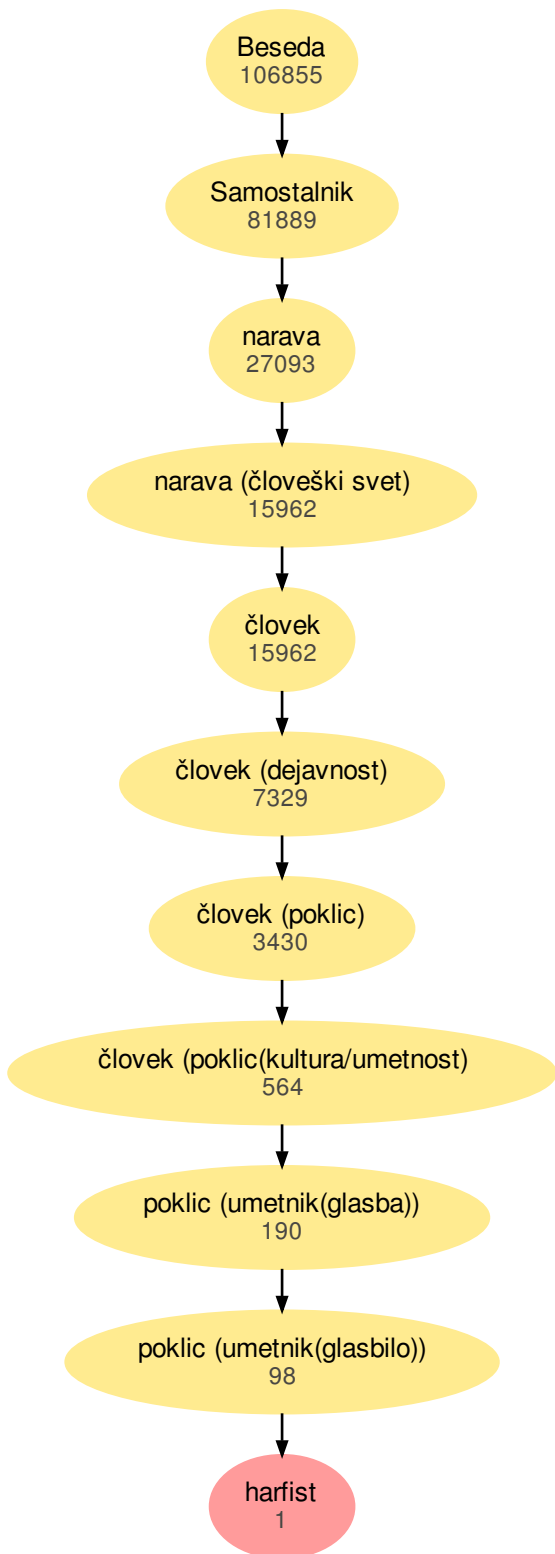 Beseda
106855
Samostalnik
81889
narava
27093
narava (človeški svet)
15962
človek
15962
človek (dejavnost)
7329
človek (poklic)
3430
človek (poklic(kultura/umetnost)
564
poklic (umetnik(glasba))
190
poklic (umetnik(glasbilo))
98
harfist
1